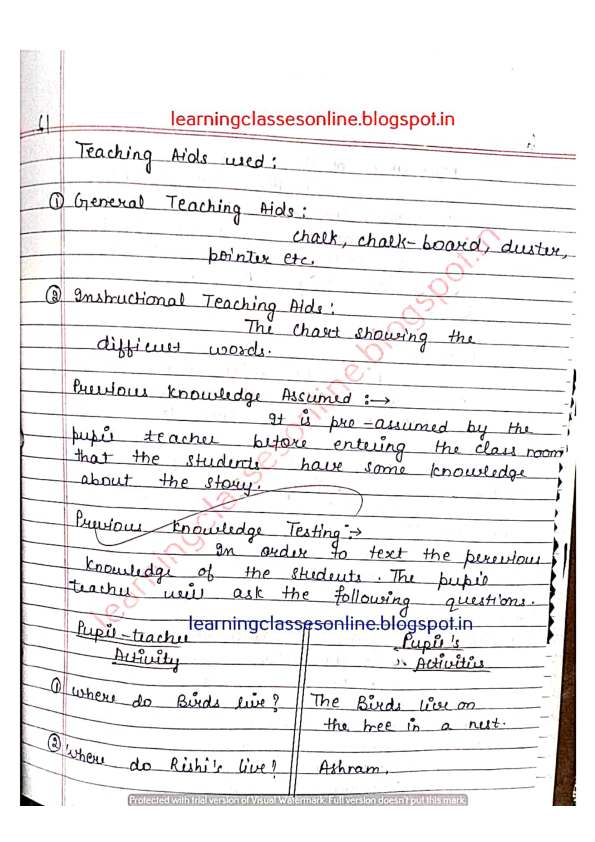 learningclassesonline.blogspot.in
61
Teaching Aids used :
① General Teaching Aids :
chalk, chalk-board, duster,
pointer etc.
② Instructional Teaching Aids :
The chart showing the
difficult words.
Previous Knowledge Assumed :→
It is pre-assumed by the
pupil teacher before entering the class room
that the students have some knowledge
about the story.
Previous Knowledge Testing :→
In order to text the perevious
knowledge of the students. The pupil
teacher will ask the following questions.
learningclassesonline.blogspot.in
Pupil-teacher
Activity
Pupil's
Activities
① where do Birds live?
The Birds live on
the tree in a nest.
② where do Rishi's live?
Ashram.
learningclassesonline.blogspot.in
Protected with trial version of Visual Watermark. Full version doesn't put this mark.